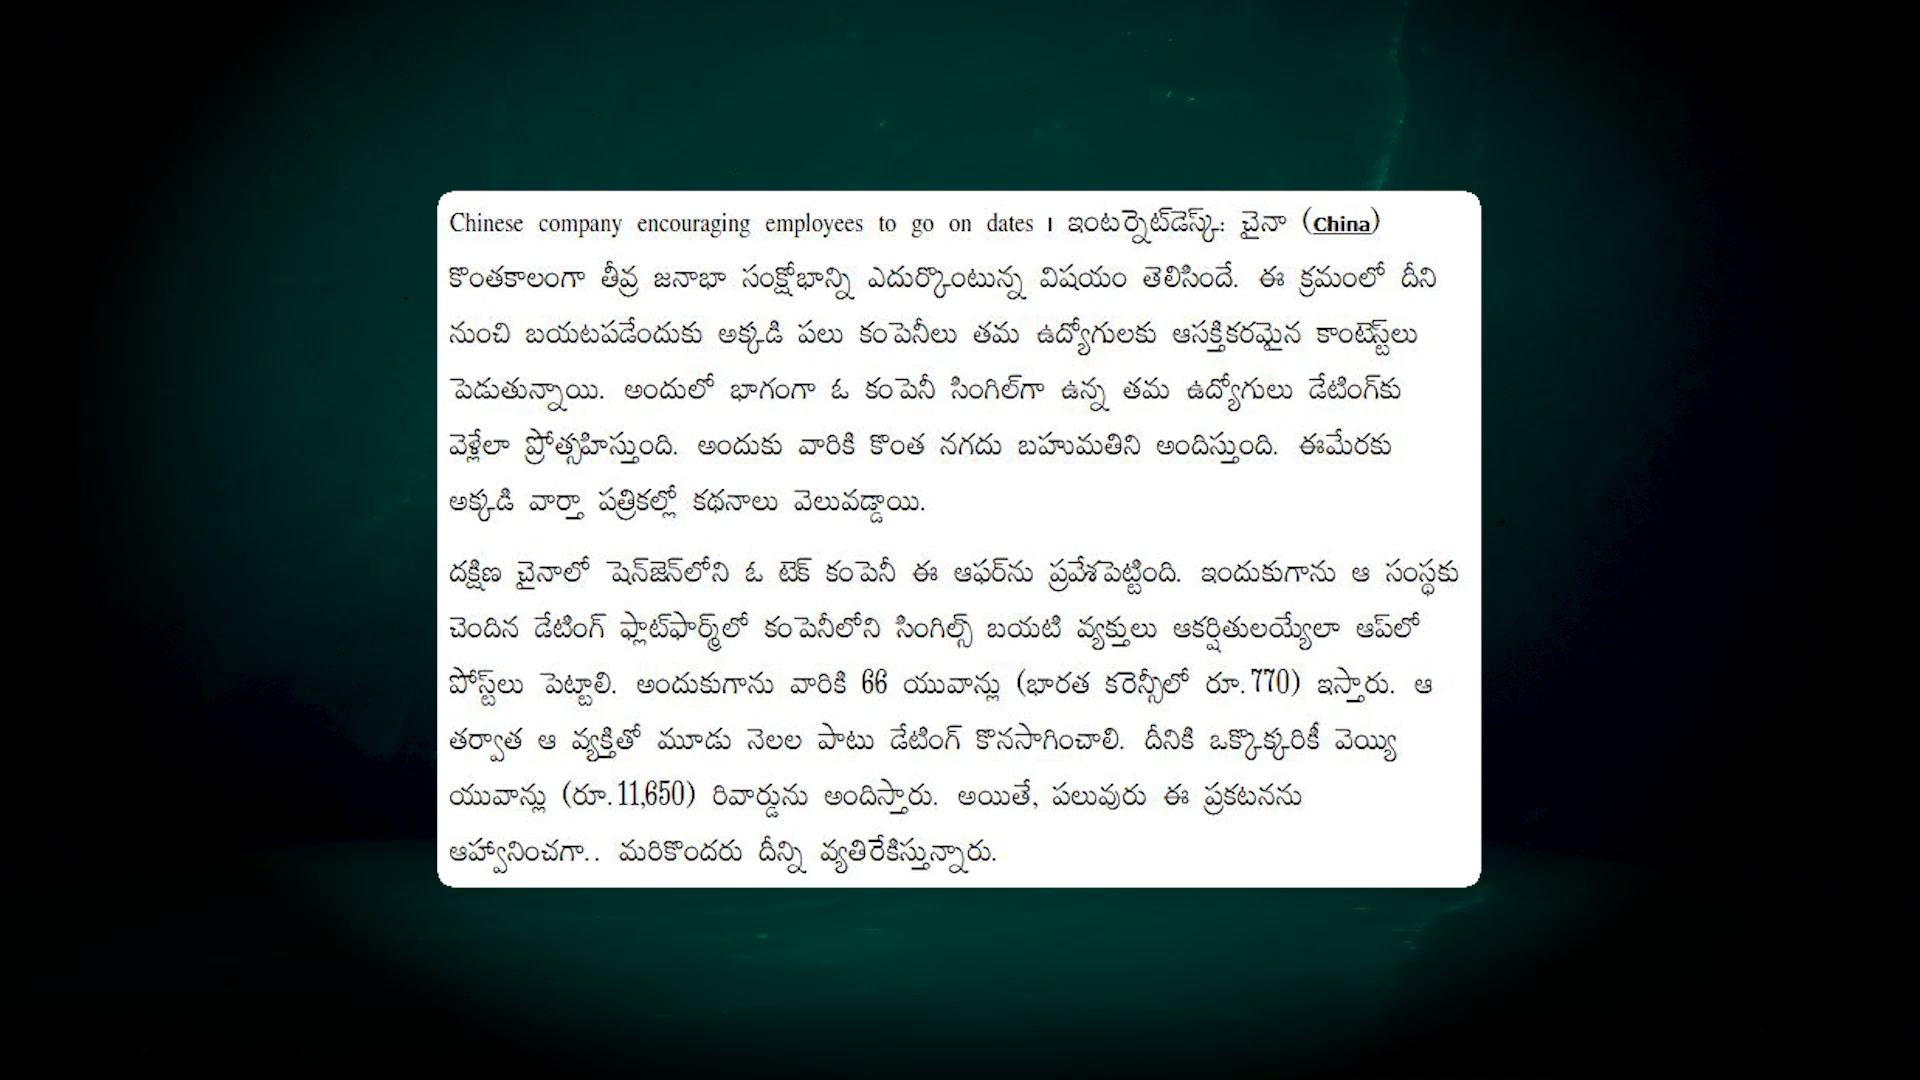 Chinese company encouraging employees to go on dates । ఇంటర్నెట్‌డెస్క్‌: చైనా (China)
కొంతకాలంగా తీవ్ర జనాభా సంక్షోభాన్ని ఎదుర్కొంటున్న విషయం తెలిసిందే. ఈ క్రమంలో దీని
నుంచి బయటపడేందుకు అక్కడి పలు కంపెనీలు తమ ఉద్యోగులకు ఆసక్తికరమైన కాంటెస్ట్‌లు
పెడుతున్నాయి. అందులో భాగంగా ఓ కంపెనీ సింగిల్‌గా ఉన్న తమ ఉద్యోగులు డేటింగ్‌కు
వెళ్లేలా ప్రోత్సహిస్తుంది. అందుకు వారికి కొంత నగదు బహుమతిని అందిస్తుంది. ఈమేరకు
అక్కడి వార్తా పత్రికల్లో కథనాలు వెలువడ్డాయి.
దక్షిణ చైనాలో షెన్‌జెన్‌లోని ఓ టెక్‌ కంపెనీ ఈ ఆఫర్‌ను ప్రవేశపెట్టింది. ఇందుకుగాను ఆ సంస్థకు
చెందిన డేటింగ్‌ ఫ్లాట్‌ఫార్మ్‌లో కంపెనీలోని సింగిల్స్‌ బయటి వ్యక్తులు ఆకర్షితులయ్యేలా ఆప్‌లో
పోస్ట్‌లు పెట్టాలి. అందుకుగాను వారికి 66 యువాన్లు (భారత కరెన్సీలో రూ.770) ఇస్తారు. ఆ
తర్వాత ఆ వ్యక్తితో మూడు నెలల పాటు డేటింగ్‌ కొనసాగించాలి. దీనికి ఒక్కొక్కరికీ వెయ్యి
యువాన్లు (రూ.11,650) రివార్డును అందిస్తారు. అయితే, పలువురు ఈ ప్రకటనను
ఆహ్వానించగా.. మరికొందరు దీన్ని వ్యతిరేకిస్తున్నారు.